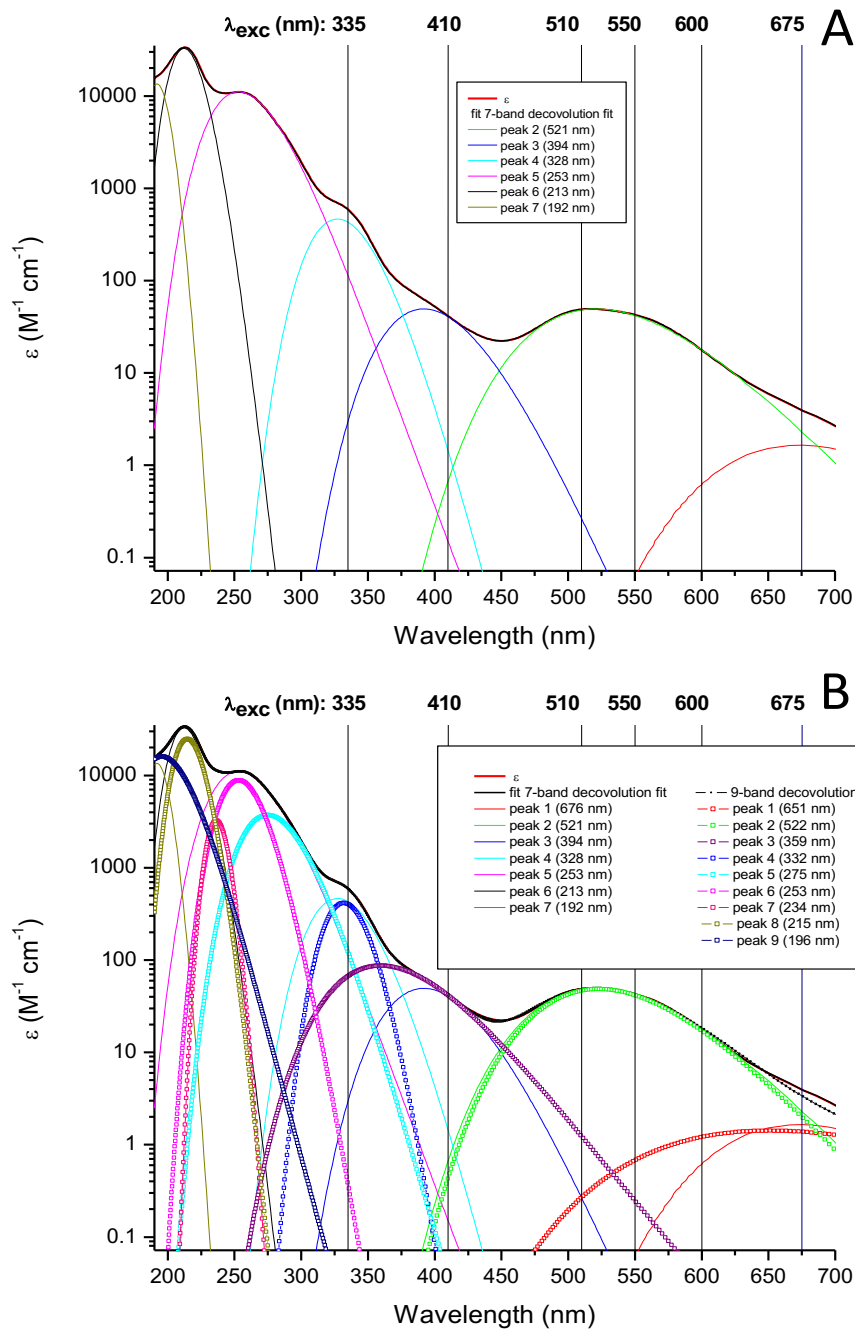 λexc (nm): 335 410 510 550 600 675 A
ε
fit 7-band decovolution fit
peak 2 (521 nm)
peak 3 (394 nm)
peak 4 (328 nm)
peak 5 (253 nm)
peak 6 (213 nm)
peak 7 (192 nm)
ε (M⁻¹ cm⁻¹)
10000
1000
100
10
1
0.1
200 250 300 350 400 450 500 550 600 650 700
Wavelength (nm)
λexc (nm): 335 410 510 550 600 675 B
ε
fit 7-band decovolution fit 9-band decovolution
peak 1 (676 nm) peak 1 (651 nm)
peak 2 (521 nm) peak 2 (522 nm)
peak 3 (394 nm) peak 3 (359 nm)
peak 4 (328 nm) peak 4 (332 nm)
peak 5 (253 nm) peak 5 (275 nm)
peak 6 (213 nm) peak 6 (253 nm)
peak 7 (192 nm) peak 7 (234 nm)
peak 8 (215 nm)
peak 9 (196 nm)
ε (M⁻¹ cm⁻¹)
10000
1000
100
10
1
0.1
200 250 300 350 400 450 500 550 600 650 700
Wavelength (nm)